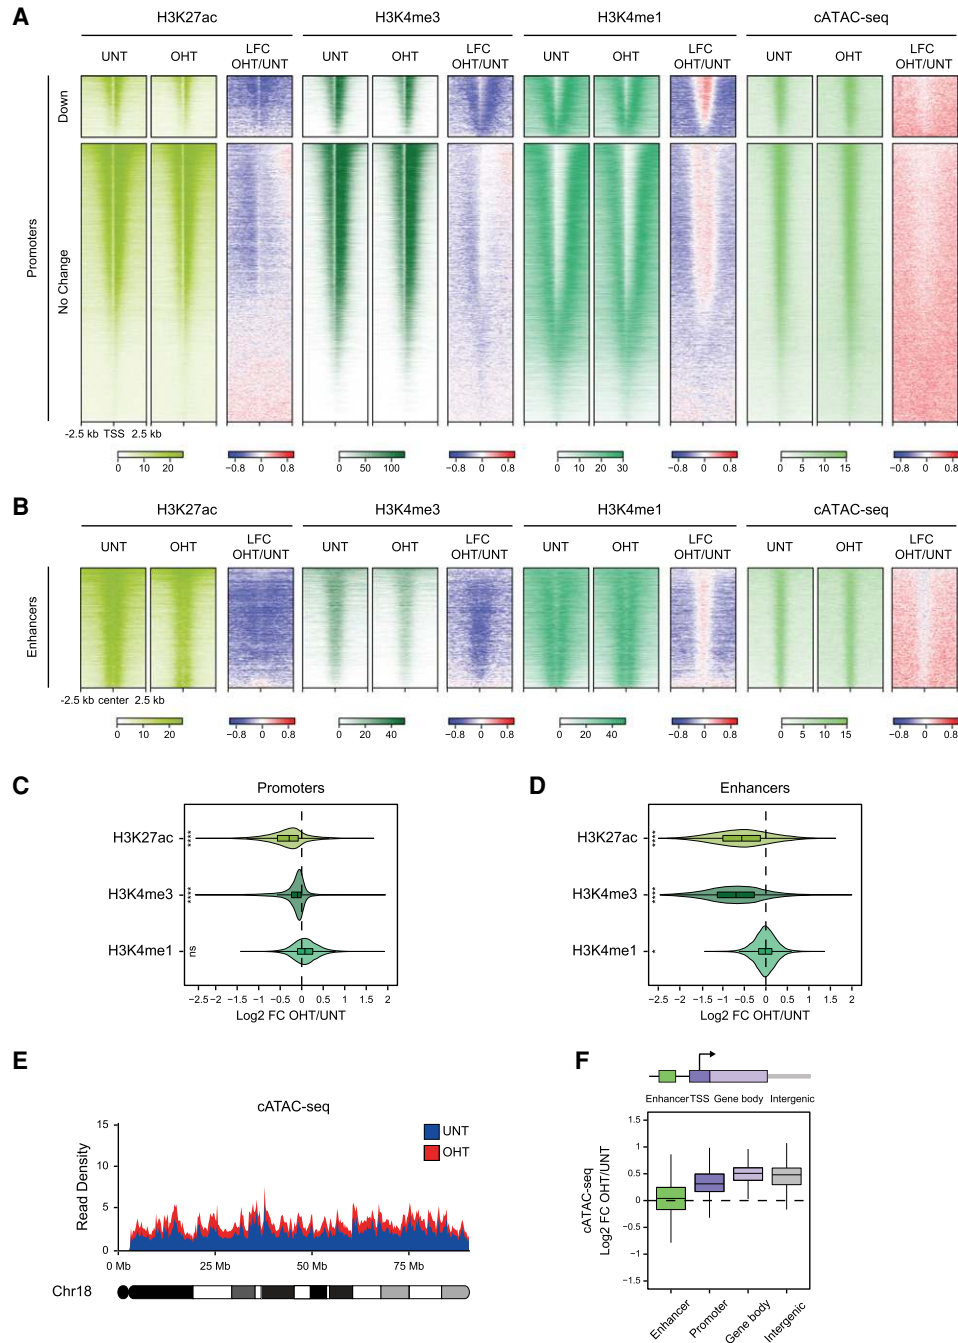 A
H3K27ac H3K4me3 H3K4me1 cATAC-seq
UNT OHT LFC OHT/UNT UNT OHT LFC OHT/UNT UNT OHT LFC OHT/UNT UNT OHT LFC OHT/UNT
Promoters
Down
No Change
-2.5 kb TSS 2.5 kb
0 10 20 −0.8 0 0.8 0 50 100 −0.8 0 0.8 0 10 20 30 −0.8 0 0.8 0 5 10 15 −0.8 0 0.8
B
H3K27ac H3K4me3 H3K4me1 cATAC-seq
UNT OHT LFC OHT/UNT UNT OHT LFC OHT/UNT UNT OHT LFC OHT/UNT UNT OHT LFC OHT/UNT
Enhancers
-2.5 kb center 2.5 kb
0 10 20 −0.8 0 0.8 0 20 40 −0.8 0 0.8 0 20 40 −0.8 0 0.8 0 5 10 15 −0.8 0 0.8
C
Promoters
H3K27ac ****
H3K4me3 ****
H3K4me1 ns
−2.5 −2 −1.5 −1 −0.5 0 0.5 1 1.5 2
Log2 FC OHT/UNT
D
Enhancers
H3K27ac ****
H3K4me3 ****
H3K4me1 *
−2.5 −2 −1.5 −1 −0.5 0 0.5 1 1.5 2
Log2 FC OHT/UNT
E
cATAC-seq
UNT
OHT
Read Density
15
10
5
0
0 Mb 25 Mb 50 Mb 75 Mb
Chr18
F
Enhancer TSS Gene body Intergenic
cATAC-seq
Log2 FC OHT/UNT
1.5
1
0.5
0
−0.5
−1
−1.5
Enhancer Promoter Gene body Intergenic